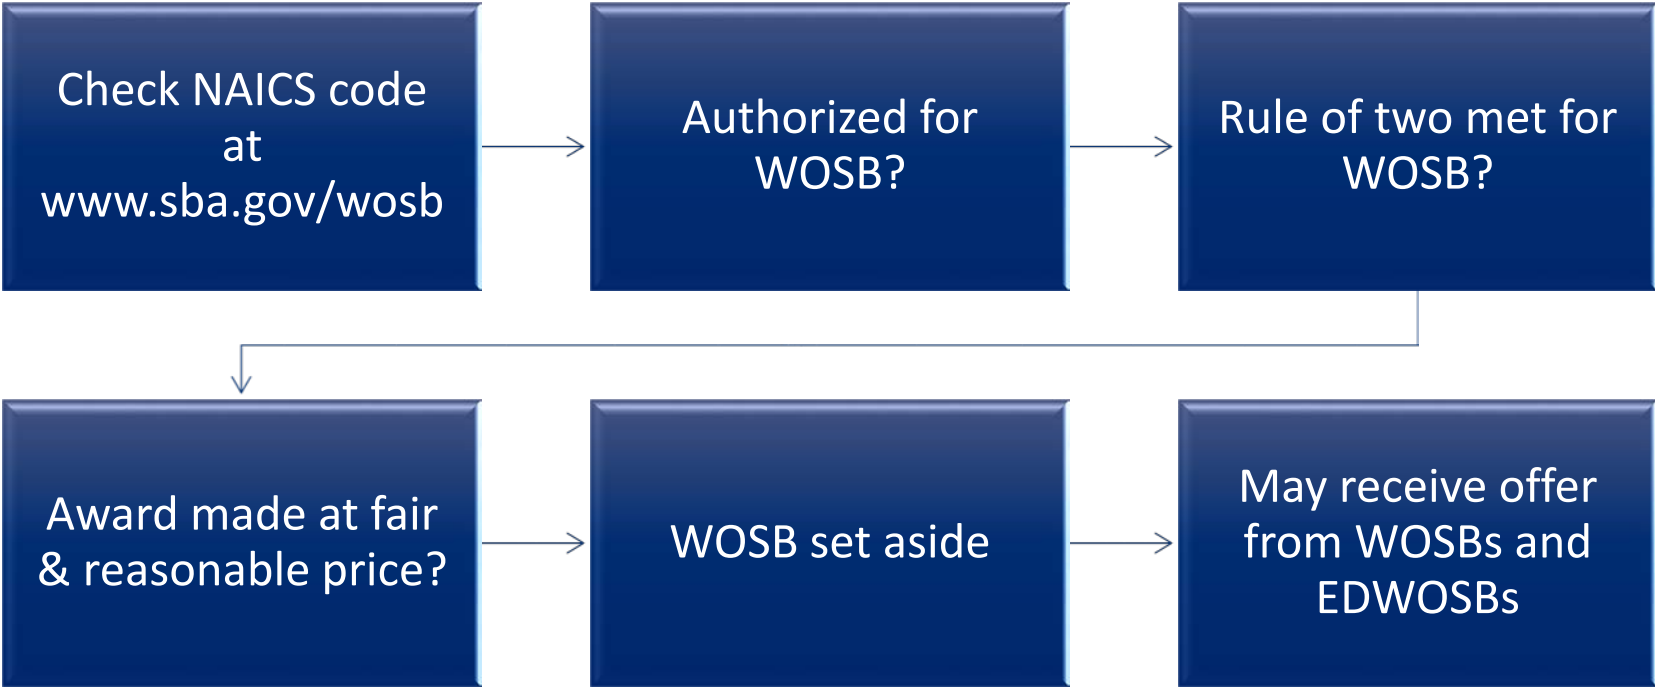 Check NAICS code
at
www.sba.gov/wosb
Authorized for
WOSB?
Rule of two met for
WOSB?
Award made at fair
& reasonable price?
WOSB set aside
May receive offer
from WOSBs and
EDWOSBs